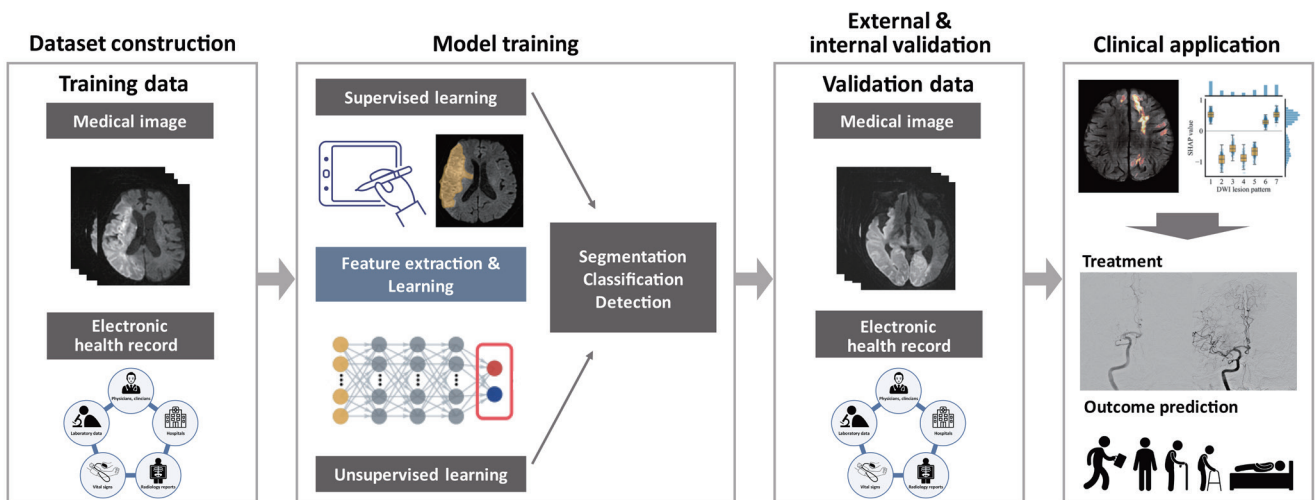 Dataset construction
Training data
Medical image
Electronic
health record
Physicians, clincians
Laboratory data
Hospitals
Vital signs
Radiology reports
Model training
Supervised learning
Feature extraction &
Learning
Unsupervised learning
Segmentation
Classification
Detection
External &
internal validation
Validation data
Medical image
Electronic
health record
Physicians, clincians
Laboratory data
Hospitals
Vital signs
Radiology reports
Clinical application
SHAP value
1
0
−1
1 2 3 4 5 6 7
DWI lesion pattern
Treatment
Outcome prediction